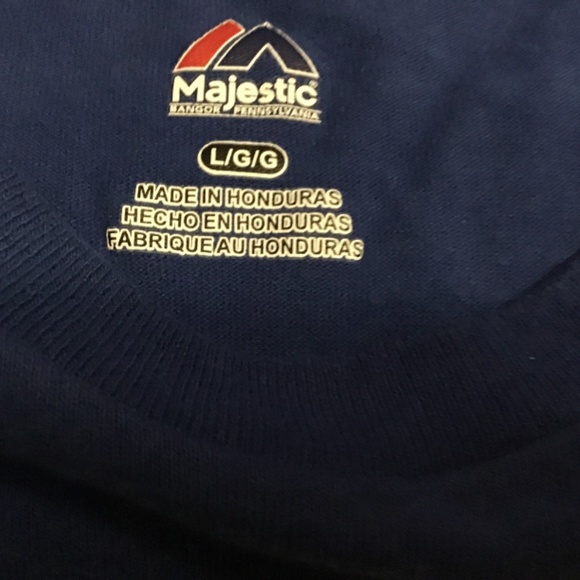 Majestic®
BANGOR PENNSYLVANIA
L/G/G
MADE IN HONDURAS
HECHO EN HONDURAS
FABRIQUE AU HONDURAS